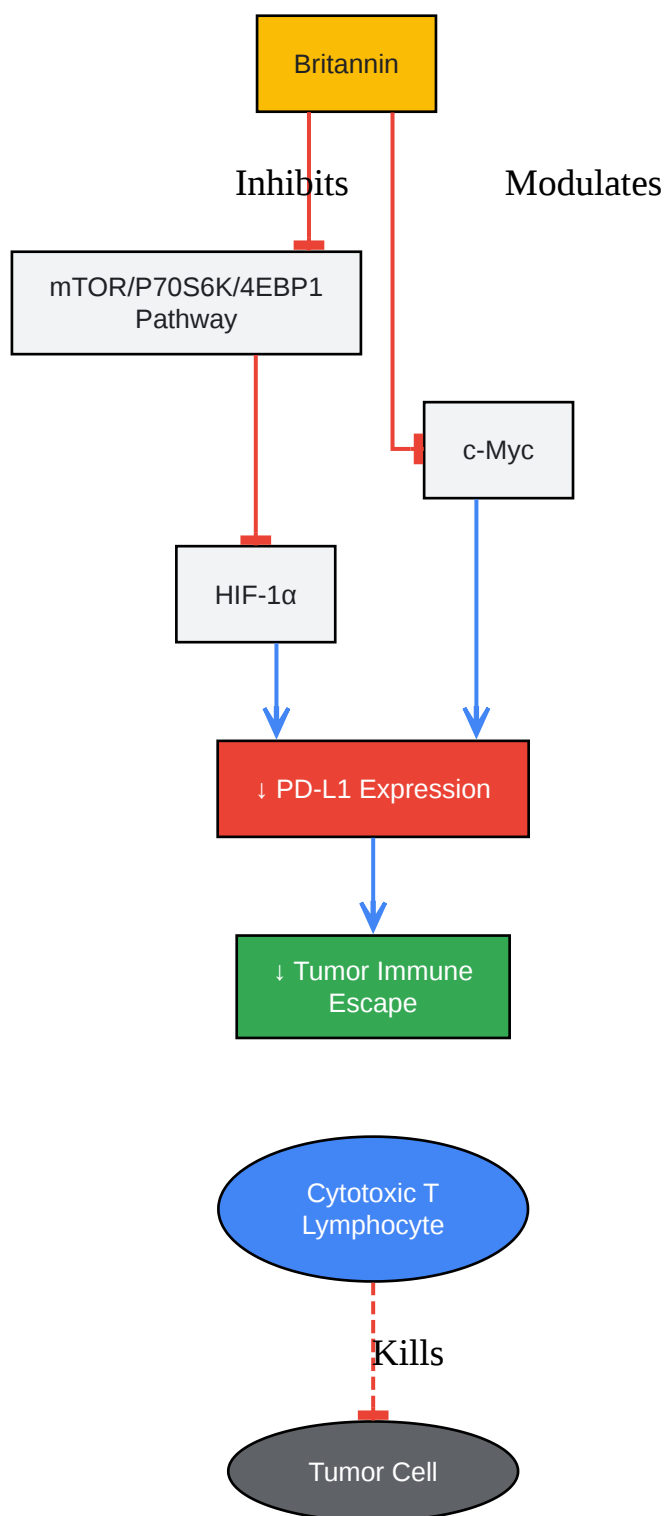 Britannin
Inhibits
Modulates
mTOR/P70S6K/4EBP1
Pathway
c-Myc
HIF-1α
↓ PD-L1 Expression
↓ Tumor Immune
Escape
Cytotoxic T
Lymphocyte
Kills
Tumor Cell